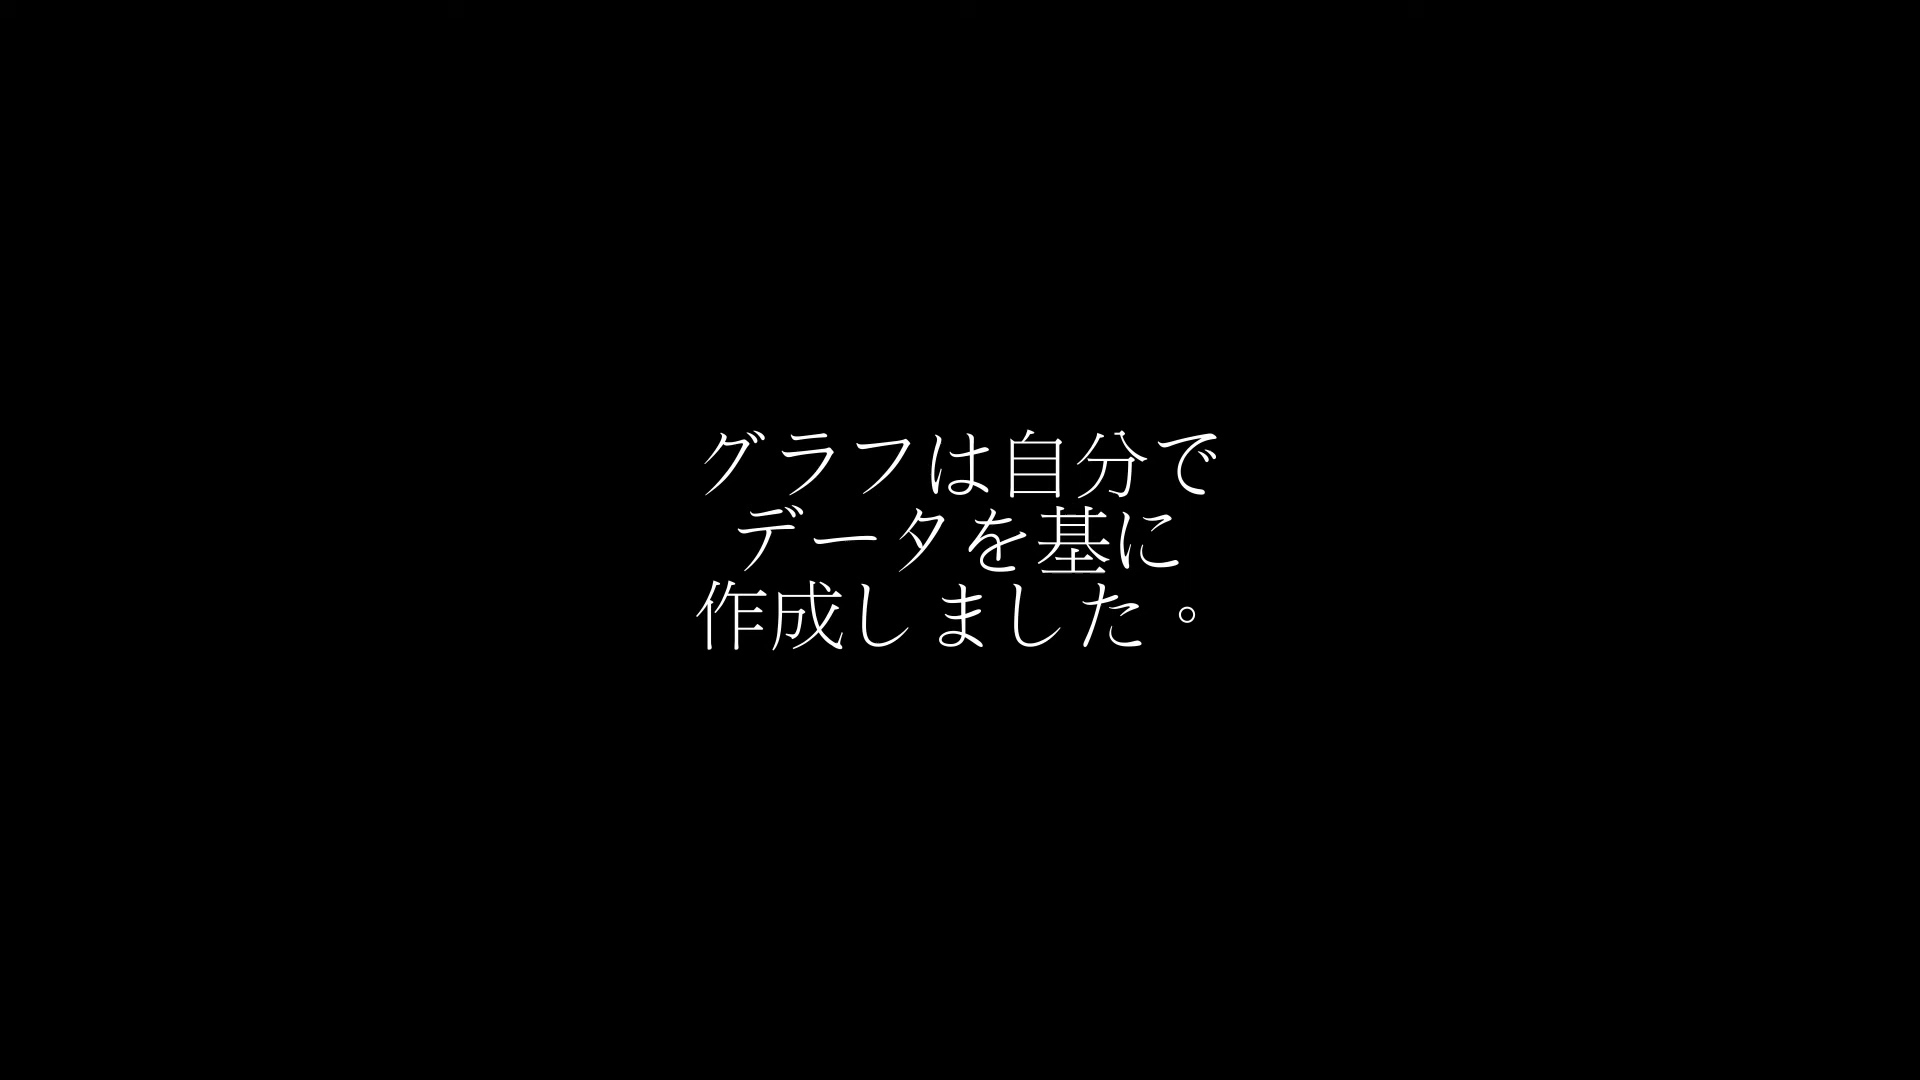 グラフは自分で
データを基に
作成しました。